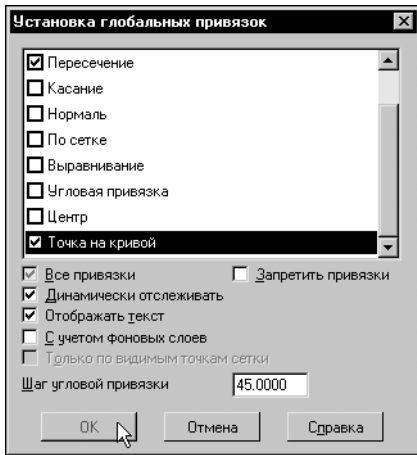 Установка глобальных привязок
Пересечение
Касание
Нормаль
По сетке
Выравнивание
Угловая привязка
Центр
Точка на кривой
Все привязки Запретить привязки
Динамически отслеживать
Отображать текст
С учетом фоновых слоев
Только по видимым точкам сетки
Шаг угловой привязки 45.0000
OK Отмена Справка